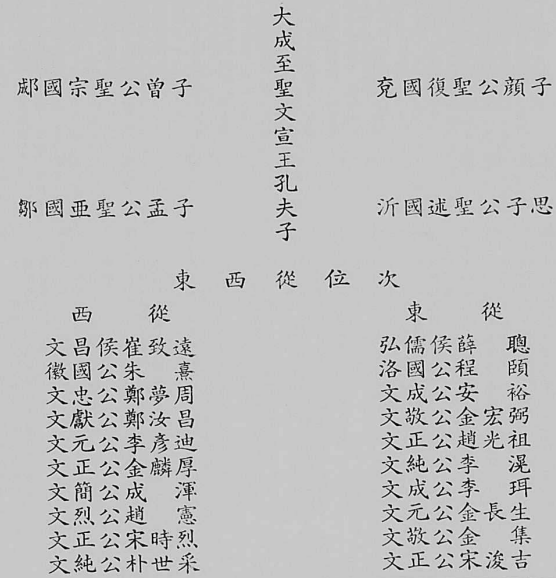 大成至聖文宣王孔夫子
郕國宗聖公曾子
兗國復聖公顔子
鄒國亞聖公孟子
沂國述聖公子思
東西從位次
西從
文昌侯崔致遠
徽國公朱熹
文忠公鄭夢周
文獻公鄭汝昌
文元公李彦迪
文正公金麟厚
文簡公成渾
文烈公趙憲
文正公宋時烈
文純公朴世采
東從
弘儒侯薛聰
洛國公程頤
文成公安裕
文敬公金宏弼
文正公趙光祖
文純公李滉
文成公李珥
文元公金長生
文敬公金集
文正公宋浚吉